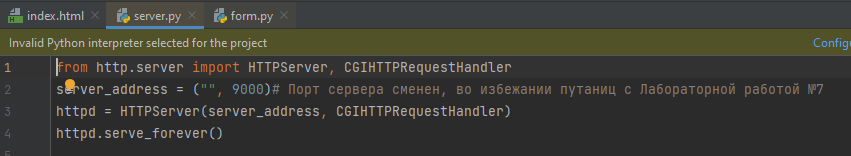 index.html server.py form.py
Invalid Python interpreter selected for the project Config
1 from http.server import HTTPServer, CGIHTTPRequestHandler
2 server_address = ("", 9000)# Порт сервера сменен, во избежании путаниц с Лабораторной работой №7
3 httpd = HTTPServer(server_address, CGIHTTPRequestHandler)
4 httpd.serve_forever()